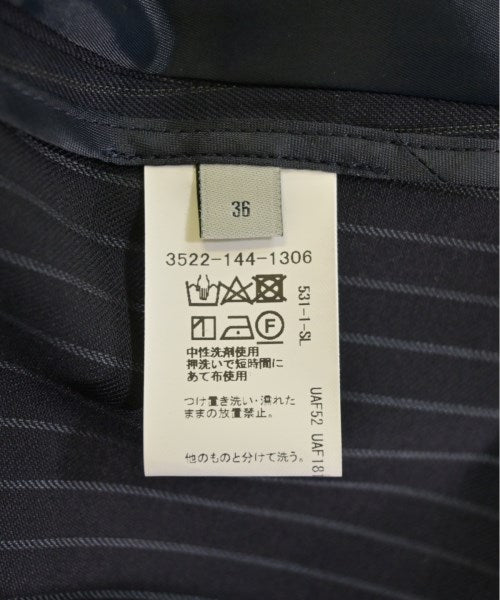 36
3522-144-1306
F
中性洗剤使用
押洗いで短時間に
あて布使用
つけ置き洗い・濡れた
ままの放置禁止。
他のものと分けて洗う。
531-1-SL
UAF52 UAF18